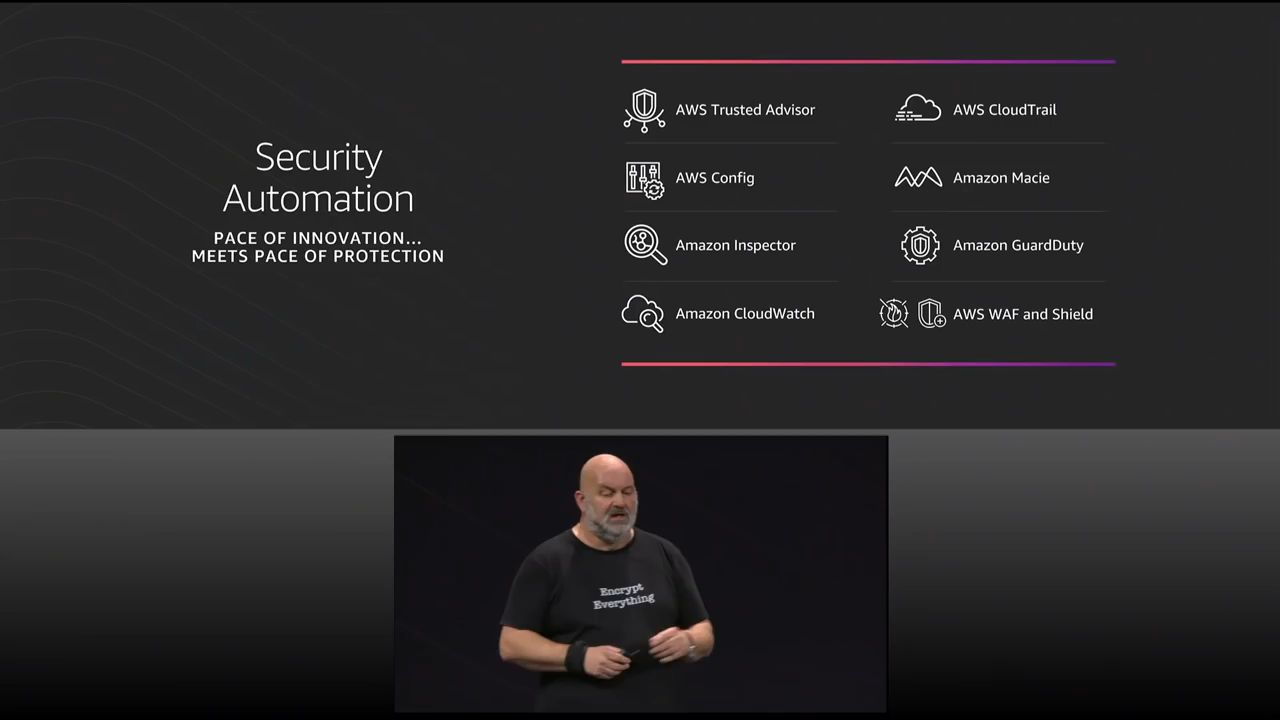 Security
Automation
PACE OF INNOVATION...
MEETS PACE OF PROTECTION
AWS Trusted Advisor
AWS CloudTrail
AWS Config
Amazon Macie
Amazon Inspector
Amazon GuardDuty
Amazon CloudWatch
AWS WAF and Shield
Encrypt
Everything